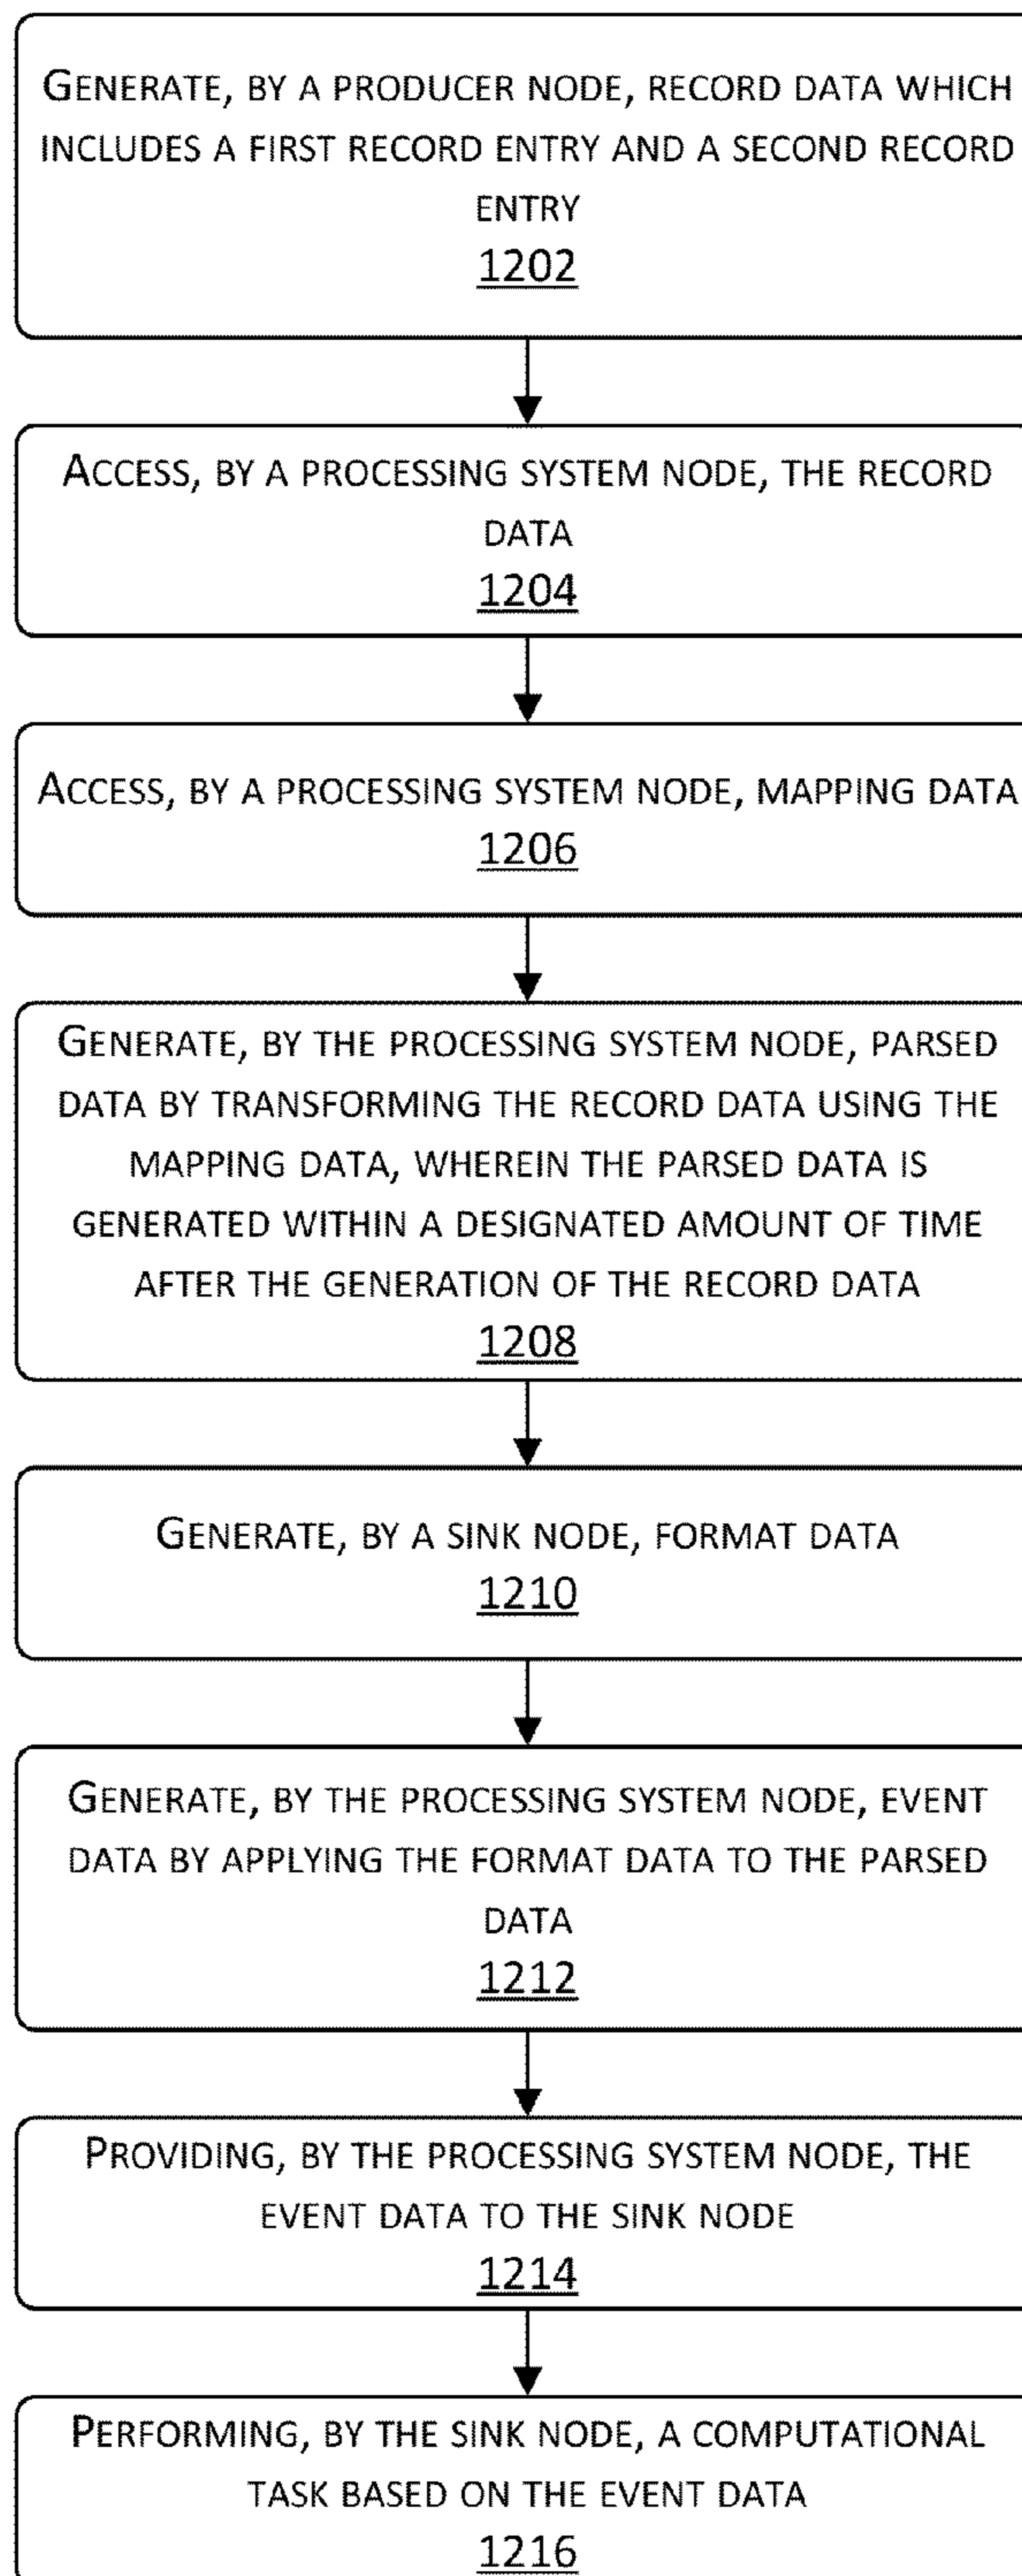 GENERATE, BY A PRODUCER NODE, RECORD DATA WHICH
INCLUDES A FIRST RECORD ENTRY AND A SECOND RECORD
ENTRY
1202
ACCESS, BY A PROCESSING SYSTEM NODE, THE RECORD
DATA
1204
ACCESS, BY A PROCESSING SYSTEM NODE, MAPPING DATA
1206
GENERATE, BY THE PROCESSING SYSTEM NODE, PARSED
DATA BY TRANSFORMING THE RECORD DATA USING THE
MAPPING DATA, WHEREIN THE PARSED DATA IS
GENERATED WITHIN A DESIGNATED AMOUNT OF TIME
AFTER THE GENERATION OF THE RECORD DATA
1208
GENERATE, BY A SINK NODE, FORMAT DATA
1210
GENERATE, BY THE PROCESSING SYSTEM NODE, EVENT
DATA BY APPLYING THE FORMAT DATA TO THE PARSED
DATA
1212
PROVIDING, BY THE PROCESSING SYSTEM NODE, THE
EVENT DATA TO THE SINK NODE
1214
PERFORMING, BY THE SINK NODE, A COMPUTATIONAL
TASK BASED ON THE EVENT DATA
1216